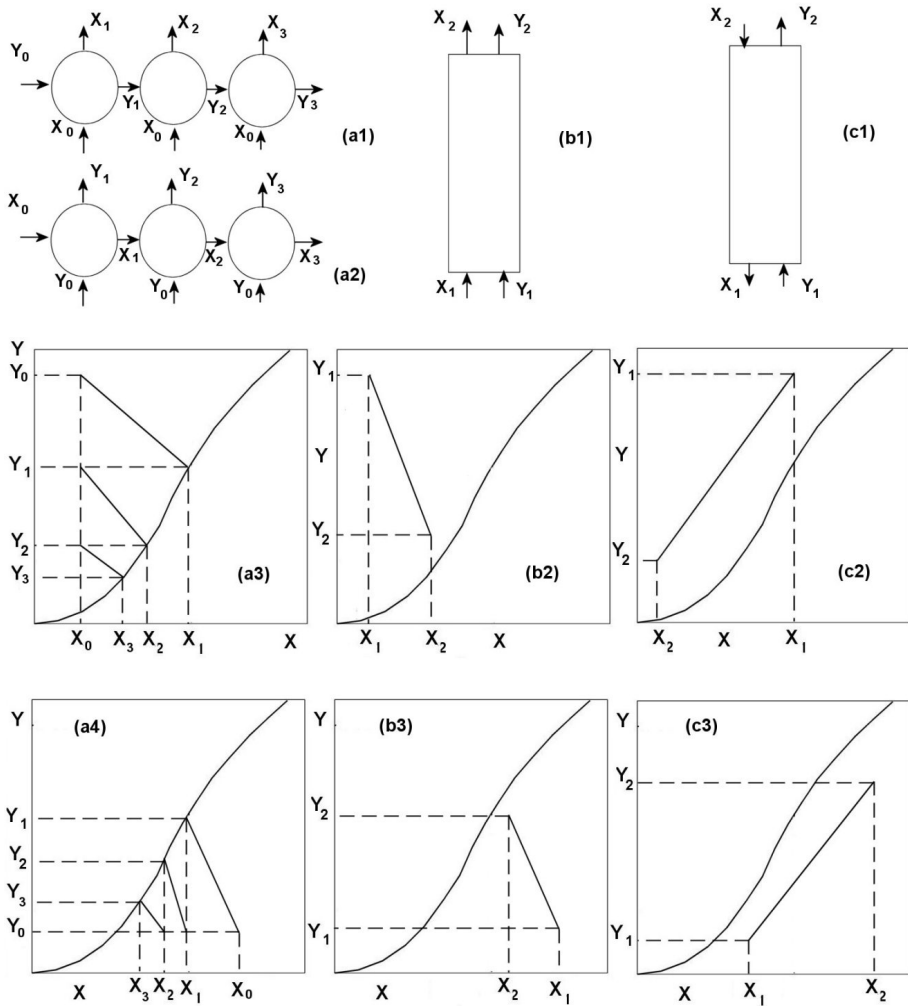 X1 X2 X3
Y0
Y1 Y2 Y3
X0 X0 X0
(a1)
Y1 Y2 Y3
X0
X1 X2 X3
Y0 Y0 Y0
(a2)
X2 Y2
(b1)
X1 Y1
X2 Y2
(c1)
X1 Y1
Y
Y0
Y1
Y2
Y3
(a3)
X0 X3 X2 X1 X
Y1
Y
Y2
(b2)
X1 X2 X
Y1
Y
Y2
(c2)
X2 X X1
Y (a4)
Y1
Y2
Y3
Y0
X X3 X2 X1 X0
Y (b3)
Y2
Y1
X X2 X1
Y (c3)
Y2
Y1
X X1 X2